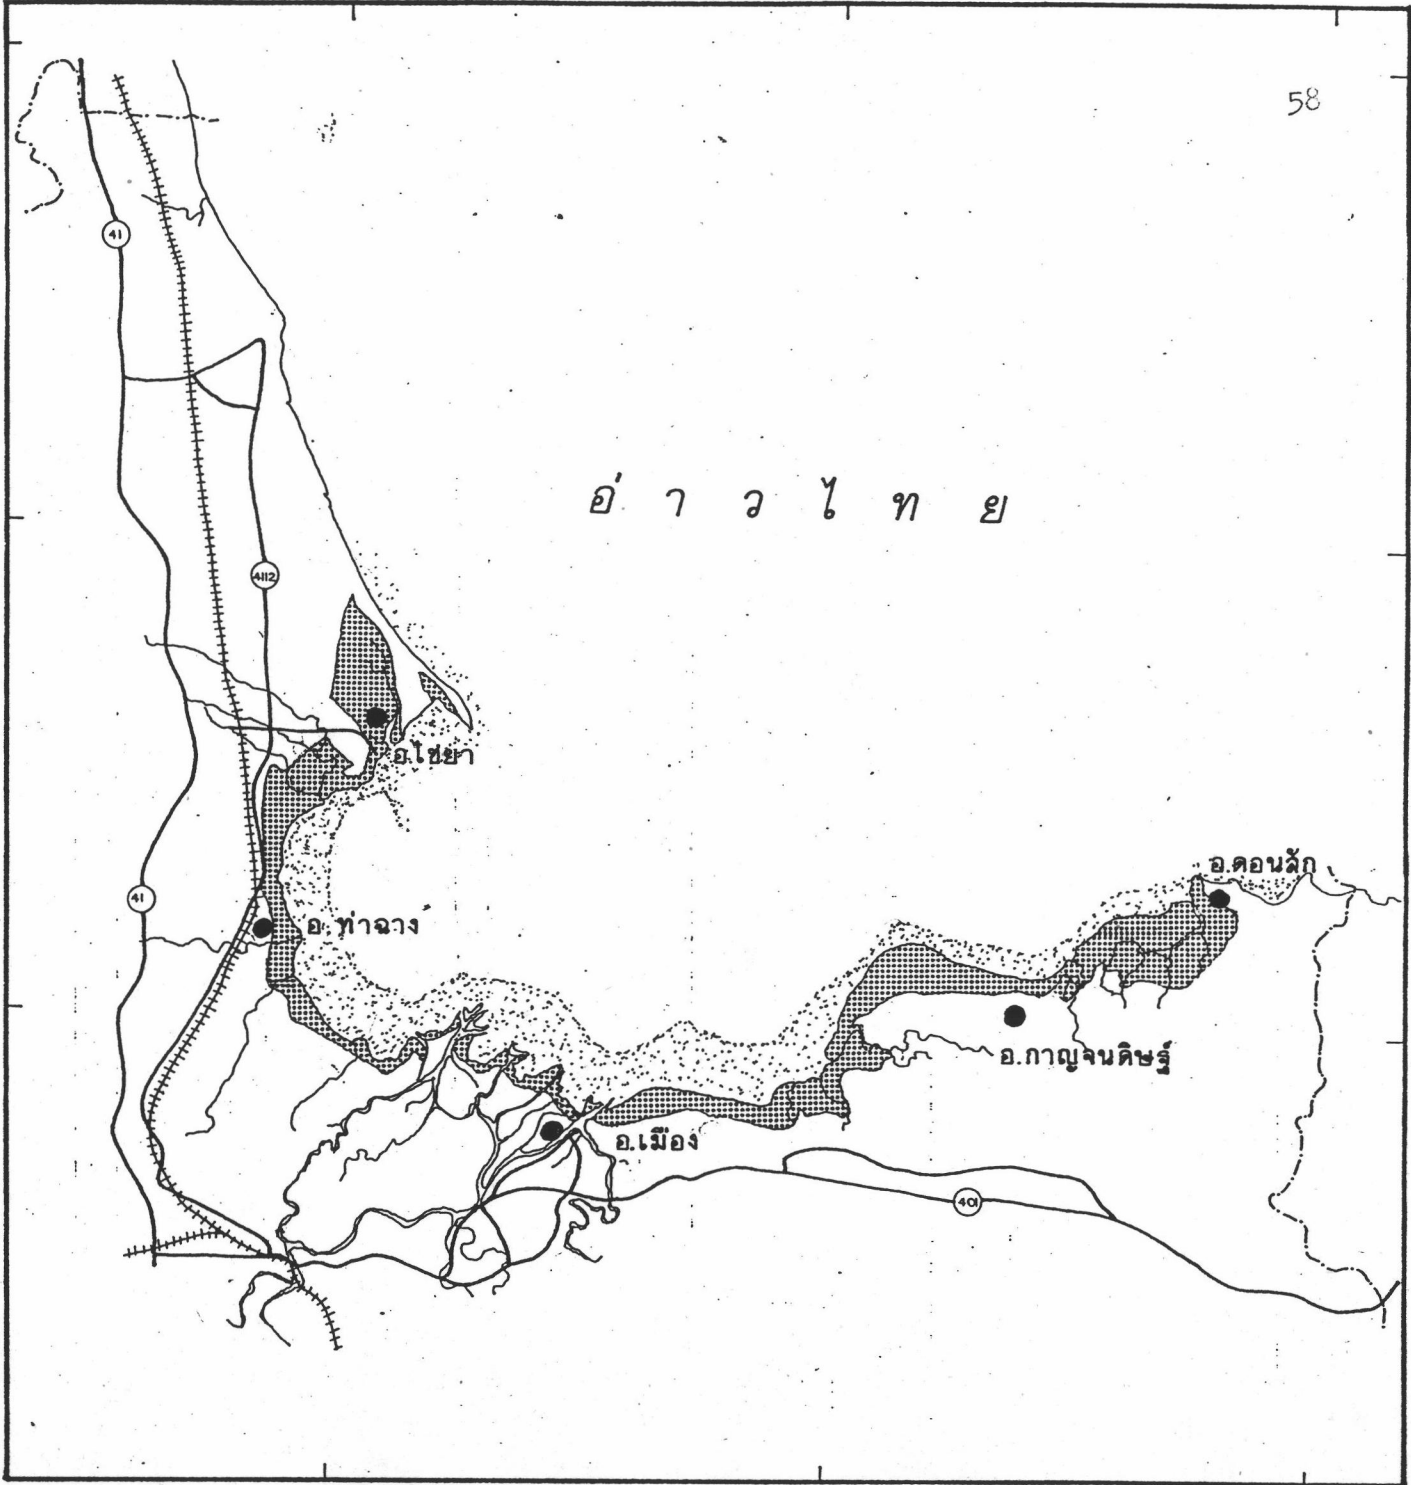 58
41
อ่าวไทย
4112
อ.ไชยา
อ.ดอนสัก
41
อ. ท่าฉาง
อ.กาญจนดิษฐ์
อ.เมือง
401